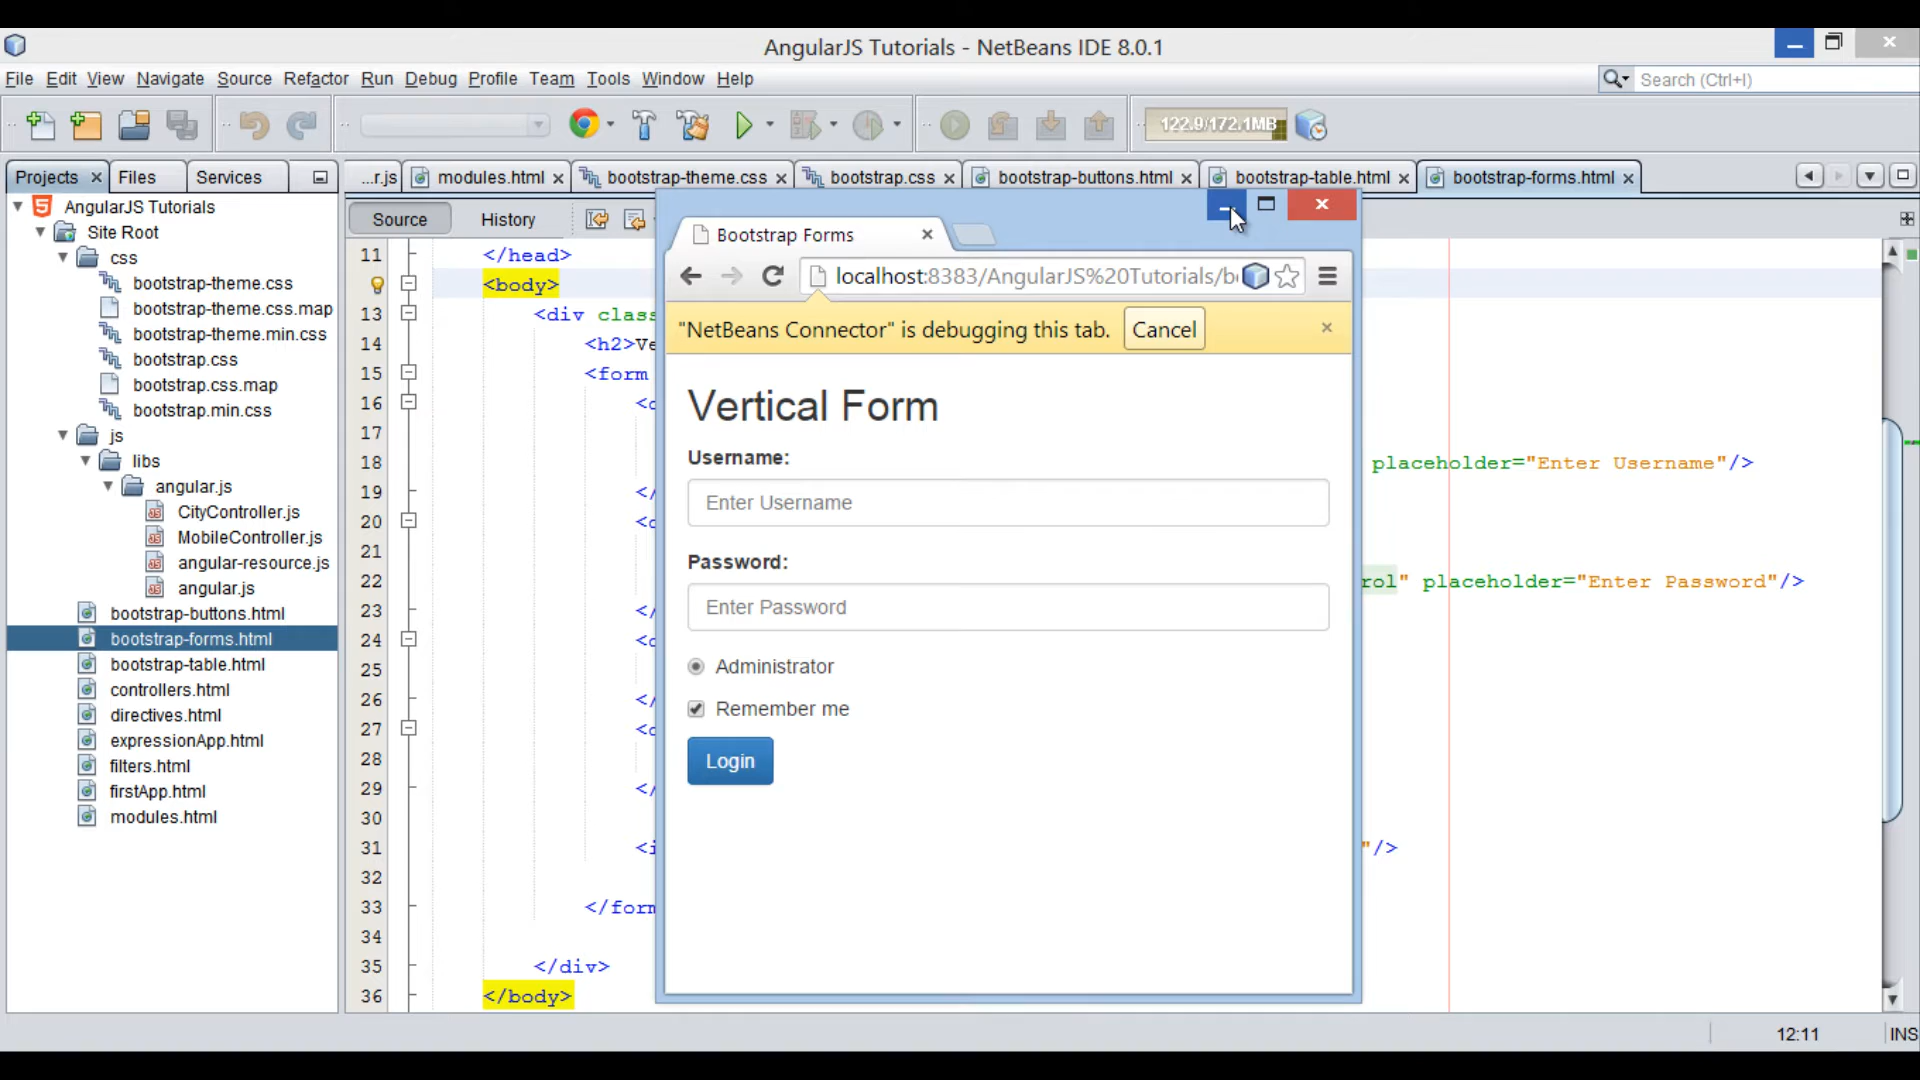 AngularJS Tutorials - NetBeans IDE 8.0.1
File Edit View Navigate Source Refactor Run Debug Profile Team Tools Window Help
Search (Ctrl+I)
122.9/172.1MB
Projects Files Services
...r.js modules.html bootstrap-theme.css bootstrap.css bootstrap-buttons.html bootstrap-table.html bootstrap-forms.html
AngularJS Tutorials
Site Root
css
bootstrap-theme.css
bootstrap-theme.css.map
bootstrap-theme.min.css
bootstrap.css
bootstrap.css.map
bootstrap.min.css
js
libs
angular.js
CityController.js
MobileController.js
angular-resource.js
angular.js
bootstrap-buttons.html
bootstrap-forms.html
bootstrap-table.html
controllers.html
directives.html
expressionApp.html
filters.html
firstApp.html
modules.html
Source History
11 </head>
<body>
13 <div class
14 <h2>Ve
15 <form
16
17
18 placeholder="Enter Username"/>
19 </
20
21
22 rol" placeholder="Enter Password"/>
23 </
24
25
26 </
27
28
29 </
30
31 <i "/>
32
33 </form
34
35 </div>
36 </body>
Bootstrap Forms
localhost:8383/AngularJS%20Tutorials/b
"NetBeans Connector" is debugging this tab. Cancel
Vertical Form
Username:
Enter Username
Password:
Enter Password
Administrator
Remember me
Login
12:11 INS